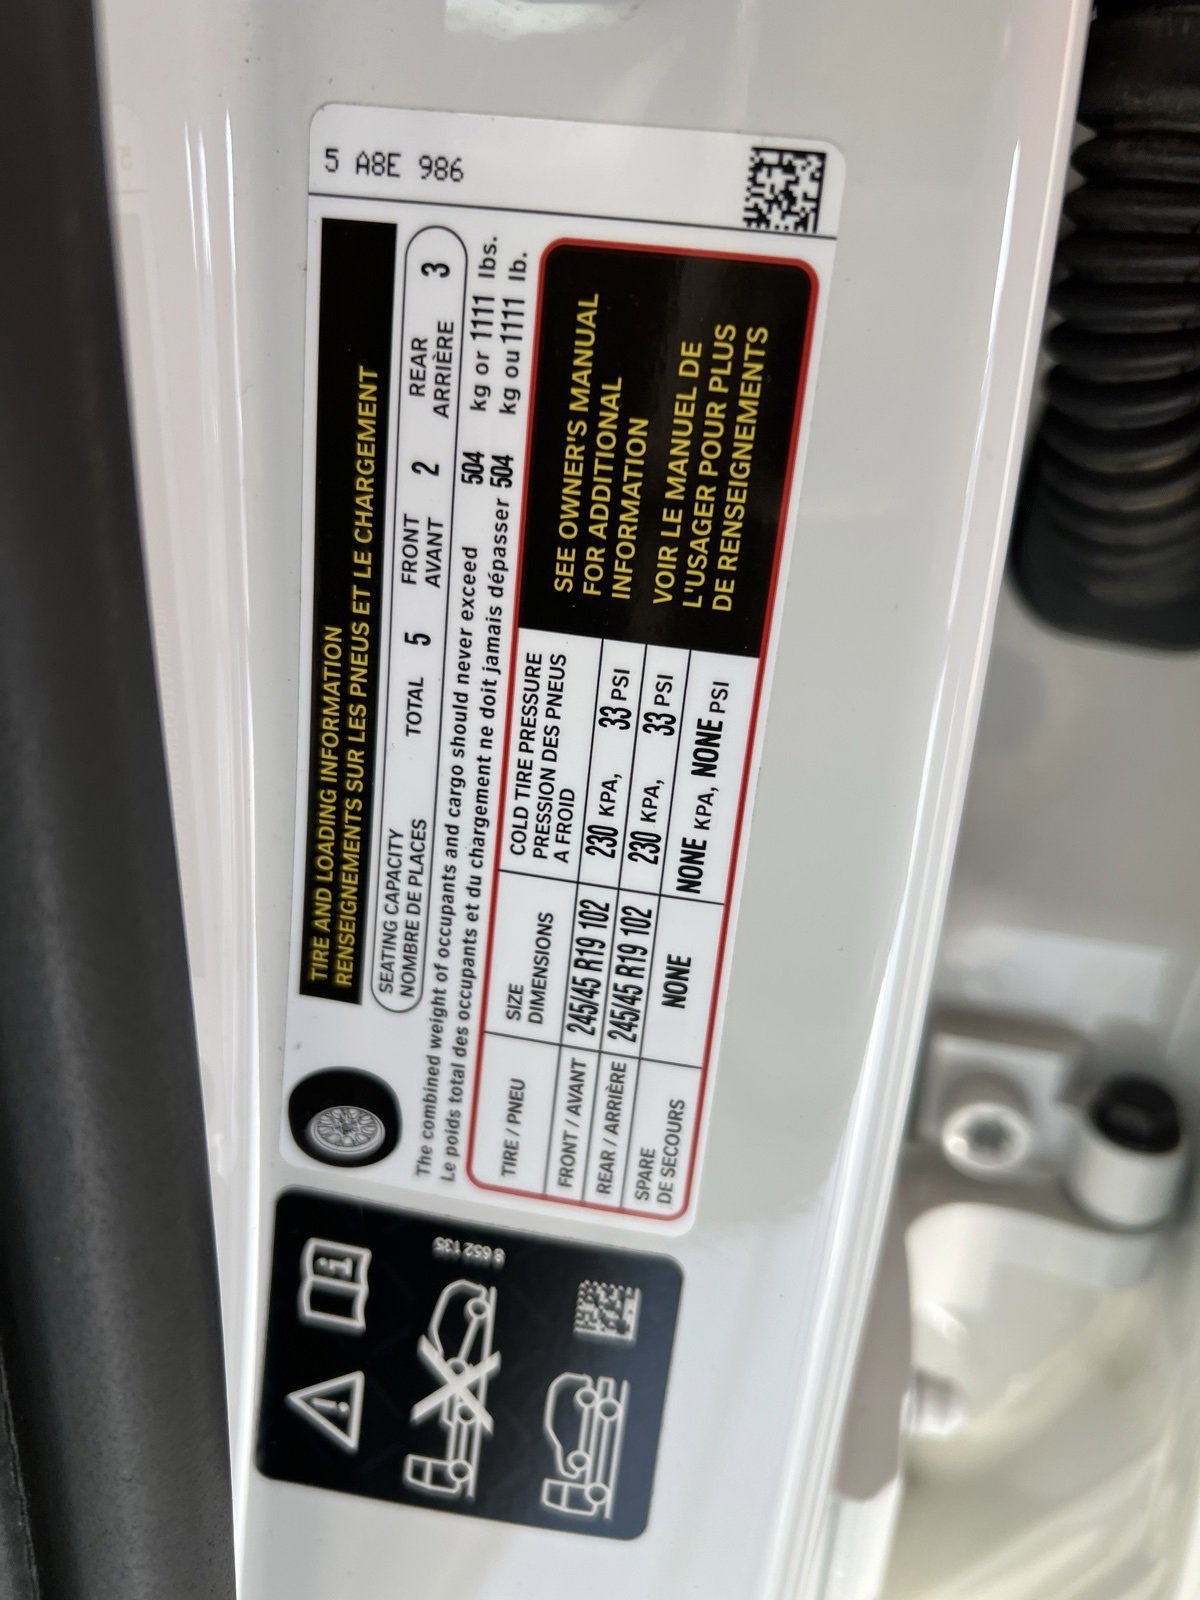 5 A8E 986
TIRE AND LOADING INFORMATION
RENSEIGNEMENTS SUR LES PNEUS ET LE CHARGEMENT
SEATING CAPACITY TOTAL 5 FRONT 2 REAR 3
NOMBRE DE PLACES AVANT ARRIÈRE
The combined weight of occupants and cargo should never exceed 504 kg or 1111 lbs.
Le poids total des occupants et du chargement ne doit jamais dépasser 504 kg ou 1111 lb.
TIRE / PNEU
SIZE
DIMENSIONS
COLD TIRE PRESSURE
PRESSION DES PNEUS
A FROID
FRONT / AVANT 245/45 R19 102 230 KPA, 33 PSI
REAR / ARRIÈRE 245/45 R19 102 230 KPA, 33 PSI
SPARE
DE SECOURS
NONE NONE KPA, NONE PSI
SEE OWNER'S MANUAL
FOR ADDITIONAL
INFORMATION
VOIR LE MANUEL DE
L'USAGER POUR PLUS
DE RENSEIGNEMENTS